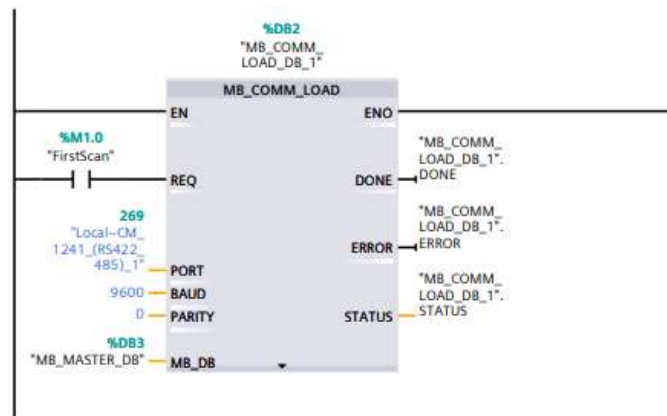 %DB2
"MB_COMM_
LOAD_DB_1"
MB_COMM_LOAD
EN
ENO
%M1.0
"FirstScan"
REQ
"MB_COMM_
LOAD_DB_1".
DONE
DONE
269
"Local~CM_
1241_(RS422_
485)_1"
PORT
"MB_COMM_
LOAD_DB_1".
ERROR
ERROR
9600
BAUD
0
PARITY
"MB_COMM_
LOAD_DB_1".
STATUS
STATUS
%DB3
"MB_MASTER_DB"
MB_DB